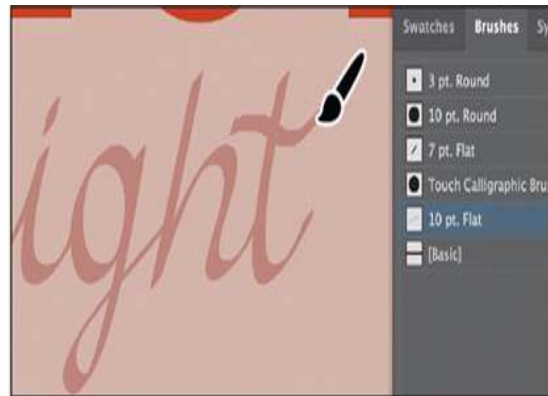 ight
Swatches Brushes Sy
3 pt. Round
10 pt. Round
7 pt. Flat
Touch Calligraphic Bru
10 pt. Flat
[Basic]